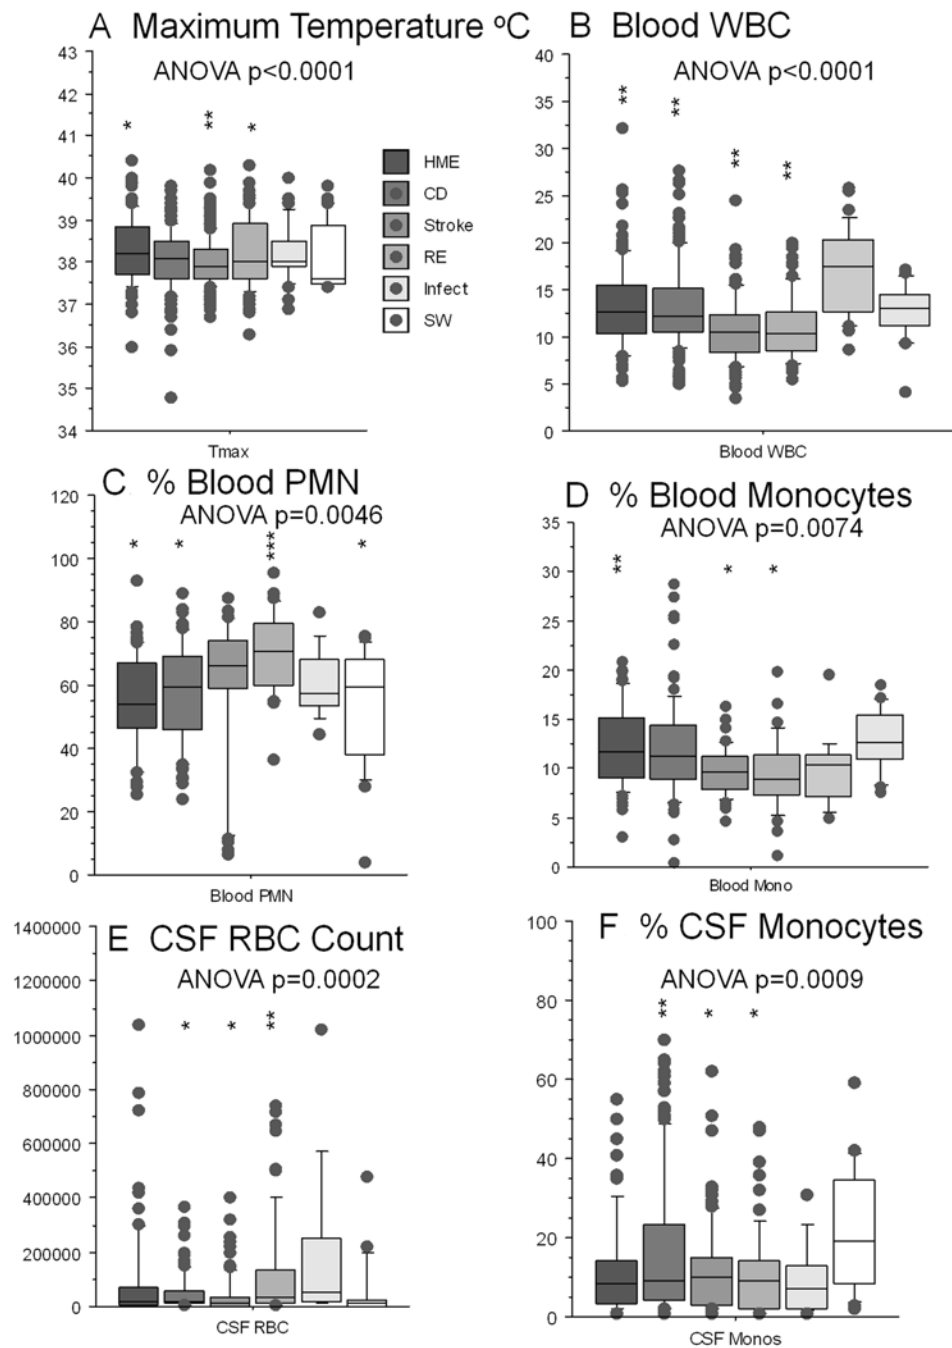 A Maximum Temperature ºC
ANOVA p<0.0001
43
42
41
40
39
38
37
36
35
34
*
**
*
HME
CD
Stroke
RE
Infect
SW
Tmax
B Blood WBC
ANOVA p<0.0001
40
35
30
25
20
15
10
5
0
**
**
**
**
Blood WBC
C % Blood PMN
ANOVA p=0.0046
120
100
80
60
40
20
0
*
*
***
*
Blood PMN
D % Blood Monocytes
ANOVA p=0.0074
35
30
25
20
15
10
5
0
**
*
*
Blood Mono
E CSF RBC Count
ANOVA p=0.0002
1400000
1200000
1000000
800000
600000
400000
200000
0
*
*
**
CSF RBC
F % CSF Monocytes
ANOVA p=0.0009
100
80
60
40
20
0
**
*
*
CSF Monos